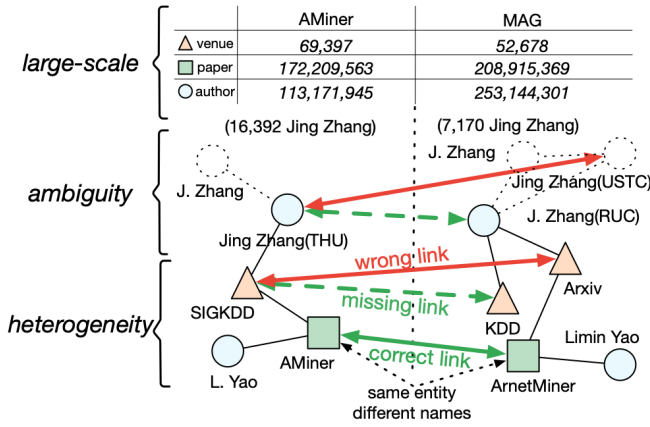 AMiner MAG
venue 69,397 52,678
large-scale
paper 172,209,563 208,915,369
author 113,171,945 253,144,301
(16,392 Jing Zhang) (7,170 Jing Zhang)
J. Zhang
J. Zhang
Jing Zhang(USTC)
ambiguity
J. Zhang(RUC)
Jing Zhang(THU)
wrong link
Arxiv
SIGKDD
missing link
KDD
heterogeneity
Limin Yao
AMiner
correct link
L. Yao
ArnetMiner
same entity
different names